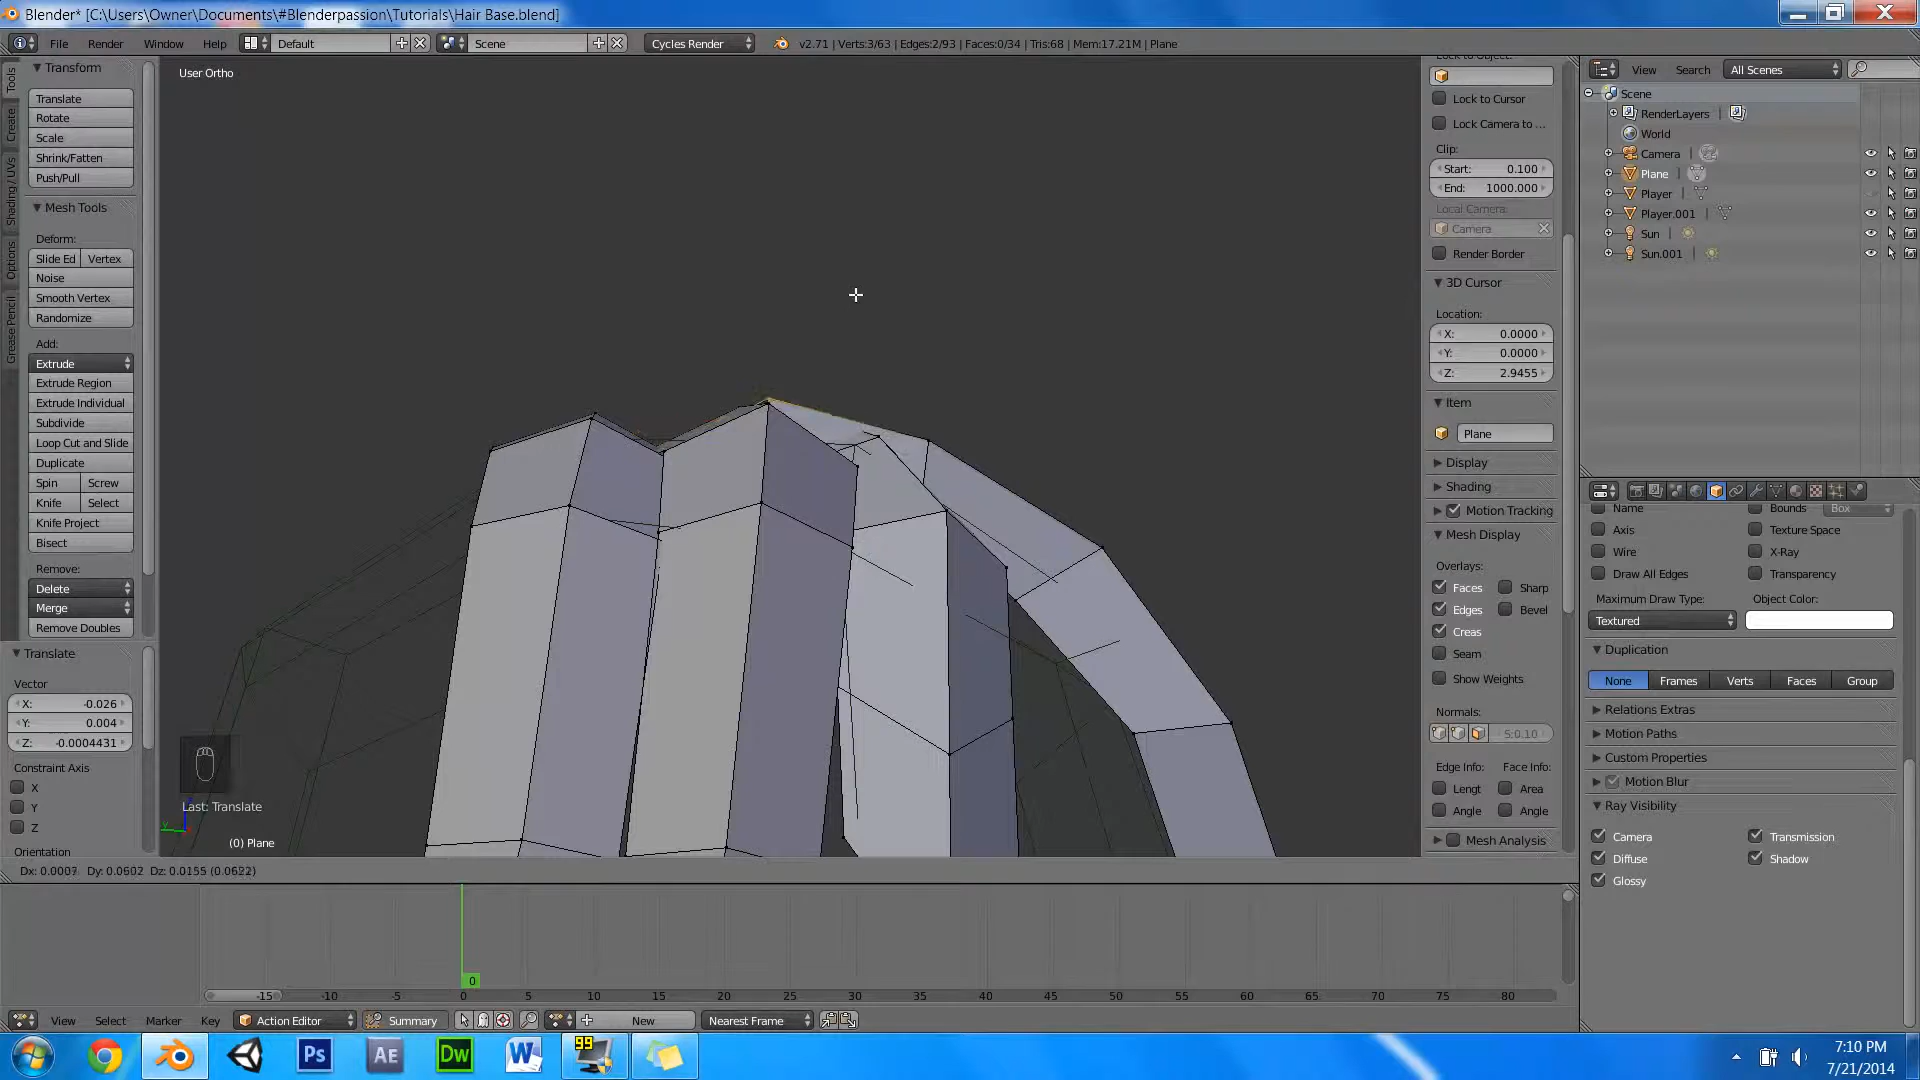 Blender* [C:\Users\Owner\Documents\#Blenderpassion\Tutorials\Hair Base.blend]
File Render Window Help Default Scene Cycles Render v2.71 | Verts:3/63 | Edges:2/93 | Faces:0/34 | Tris:68 | Mem:17.21M | Plane
Tools
Create
Shading / UVs
Options
Grease Pencil
Transform
Translate
Rotate
Scale
Shrink/Fatten
Push/Pull
Mesh Tools
Deform:
Slide Ed Vertex
Noise
Smooth Vertex
Randomize
Add:
Extrude
Extrude Region
Extrude Individual
Subdivide
Loop Cut and Slide
Duplicate
Spin Screw
Knife Select
Knife Project
Bisect
Remove:
Delete
Merge
Remove Doubles
Translate
Vector
X: -0.026
Y: 0.004
Z: -0.0004431
Constraint Axis
X
Y
Z
Orientation
User Ortho
Last: Translate
(0) Plane
Dx: 0.0007 Dy: 0.0602 Dz: 0.0155 (0.0622)
Lock to Cursor
Lock Camera to ...
Clip:
Start: 0.100
End: 1000.000
Local Camera:
Camera
Render Border
3D Cursor
Location:
X: 0.0000
Y: 0.0000
Z: 2.9455
Item
Plane
Display
Shading
Motion Tracking
Mesh Display
Overlays:
Faces Sharp
Edges Bevel
Creas
Seam
Show Weights
Normals:
S:0.10
Edge Info: Face Info:
Lengt Area
Angle Angle
Mesh Analysis
View Search All Scenes
Scene
RenderLayers |
World
Camera |
Plane |
Player |
Player.001 |
Sun |
Sun.001 |
Name Bounds Box
Axis Texture Space
Wire X-Ray
Draw All Edges Transparency
Maximum Draw Type: Object Color:
Textured
Duplication
None Frames Verts Faces Group
Relations Extras
Motion Paths
Custom Properties
Motion Blur
Ray Visibility
Camera Transmission
Diffuse Shadow
Glossy
0
-15 -10 -5 0 5 10 15 20 25 30 35 40 45 50 55 60 65 70 75 80
View Select Marker Key Action Editor Summary New Nearest Frame
Ps AE Dw W 99
7:10 PM
7/21/2014